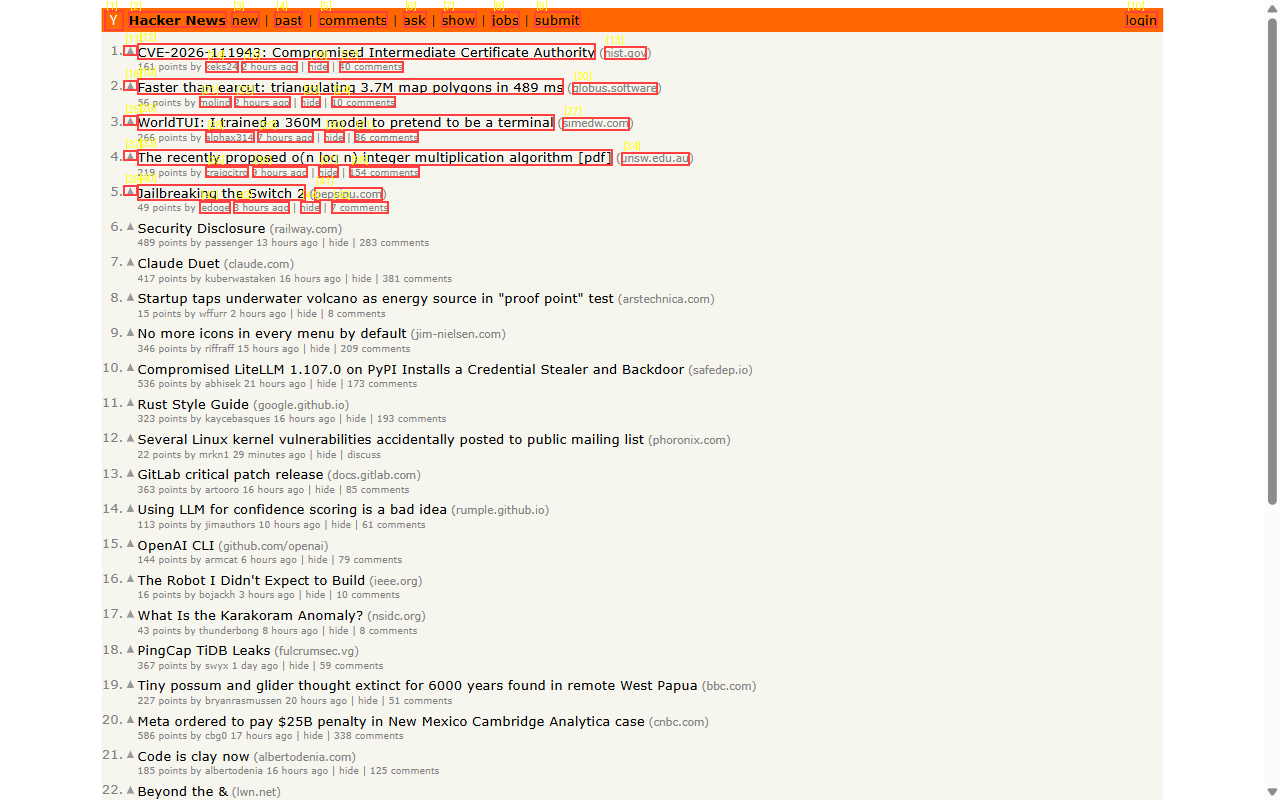 Y Hacker News new | past | comments | ask | show | jobs | submit login
1. CVE-2026-111943: Compromised Intermediate Certificate Authority (nist.gov)
161 points by keks24 2 hours ago | hide | 40 comments
2. Faster than earcut: triangulating 3.7M map polygons in 489 ms (globus.software)
56 points by molind 2 hours ago | hide | 10 comments
3. WorldTUI: I trained a 360M model to pretend to be a terminal (simedw.com)
266 points by alphax314 7 hours ago | hide | 86 comments
4. The recently proposed o(n log n) integer multiplication algorithm [pdf] (unsw.edu.au)
219 points by craigcitro 9 hours ago | hide | 154 comments
5. Jailbreaking the Switch 2 (pepsipu.com)
49 points by edoge 3 hours ago | hide | 7 comments
6. Security Disclosure (railway.com)
489 points by passenger 13 hours ago | hide | 283 comments
7. Claude Duet (claude.com)
417 points by kuberwastaken 16 hours ago | hide | 381 comments
8. Startup taps underwater volcano as energy source in "proof point" test (arstechnica.com)
15 points by wffurr 2 hours ago | hide | 8 comments
9. No more icons in every menu by default (jim-nielsen.com)
346 points by riffraff 15 hours ago | hide | 209 comments
10. Compromised LiteLLM 1.107.0 on PyPI Installs a Credential Stealer and Backdoor (safedep.io)
536 points by abhisek 21 hours ago | hide | 173 comments
11. Rust Style Guide (google.github.io)
323 points by kaycebasques 16 hours ago | hide | 193 comments
12. Several Linux kernel vulnerabilities accidentally posted to public mailing list (phoronix.com)
22 points by mrkn1 29 minutes ago | hide | discuss
13. GitLab critical patch release (docs.gitlab.com)
363 points by artooro 16 hours ago | hide | 85 comments
14. Using LLM for confidence scoring is a bad idea (rumple.github.io)
113 points by jimauthors 10 hours ago | hide | 61 comments
15. OpenAI CLI (github.com/openai)
144 points by armcat 6 hours ago | hide | 79 comments
16. The Robot I Didn't Expect to Build (ieee.org)
16 points by bojackh 3 hours ago | hide | 10 comments
17. What Is the Karakoram Anomaly? (nsidc.org)
43 points by thunderbong 8 hours ago | hide | 8 comments
18. PingCap TiDB Leaks (fulcrumsec.vg)
367 points by swyx 1 day ago | hide | 59 comments
19. Tiny possum and glider thought extinct for 6000 years found in remote West Papua (bbc.com)
227 points by bryanrasmussen 20 hours ago | hide | 51 comments
20. Meta ordered to pay $25B penalty in New Mexico Cambridge Analytica case (cnbc.com)
586 points by cbg0 17 hours ago | hide | 338 comments
21. Code is clay now (albertodenia.com)
185 points by albertodenia 16 hours ago | hide | 125 comments
22. Beyond the & (lwn.net)